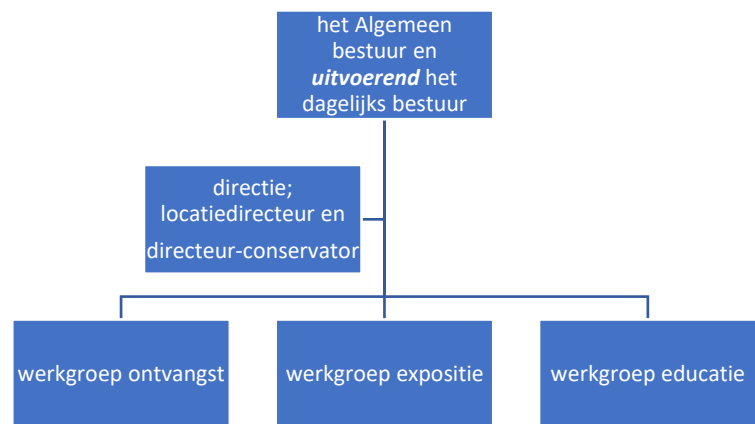 het Algemeen
bestuur en
uitvoerend het
dagelijks bestuur
directie;
locatiedirecteur en
directeur-conservator
werkgroep ontvangst
werkgroep expositie
werkgroep educatie